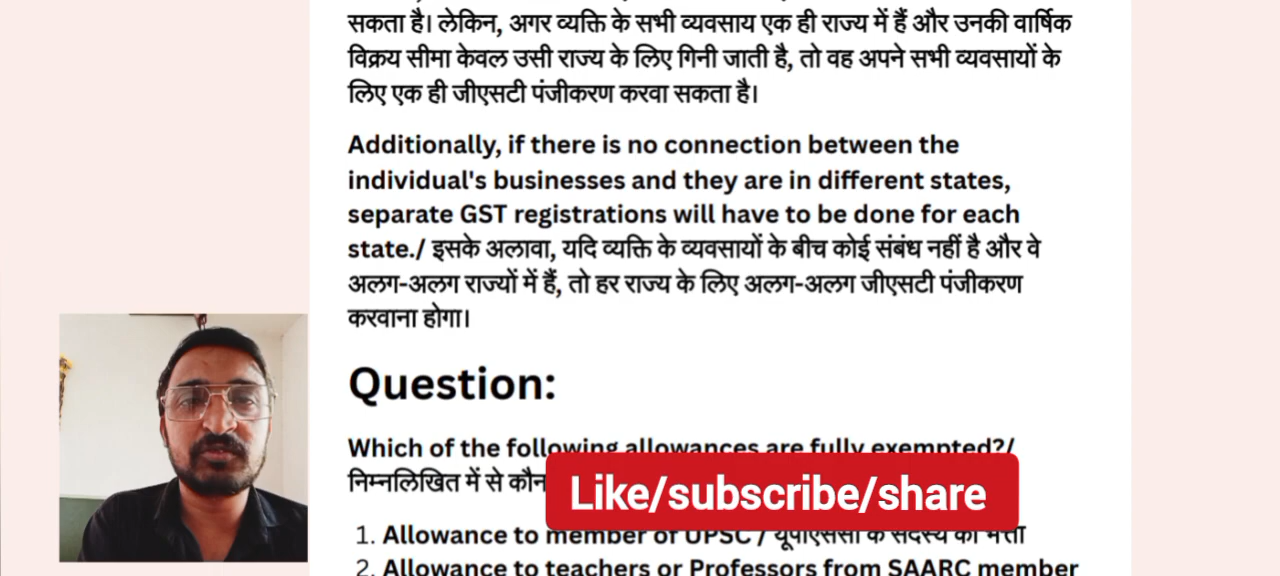 सकता है। लेकिन, अगर व्यक्ति के सभी व्यवसाय एक ही राज्य में हैं और उनकी वार्षिक
विक्रय सीमा केवल उसी राज्य के लिए गिनी जाती है, तो वह अपने सभी व्यवसायों के
लिए एक ही जीएसटी पंजीकरण करवा सकता है।
Additionally, if there is no connection between the
individual's businesses and they are in different states,
separate GST registrations will have to be done for each
state./ इसके अलावा, यदि व्यक्ति के व्यवसायों के बीच कोई संबंध नहीं है और वे
अलग-अलग राज्यों में हैं, तो हर राज्य के लिए अलग-अलग जीएसटी पंजीकरण
करवाना होगा।
Question:
Which of the following allowances are fully exempted?/
निम्नलिखित में से कौन
Like/subscribe/share
1. Allowance to member of UPSC / यूपीएससी के सदस्य को भत्ता
2. Allowance to teachers or Professors from SAARC member